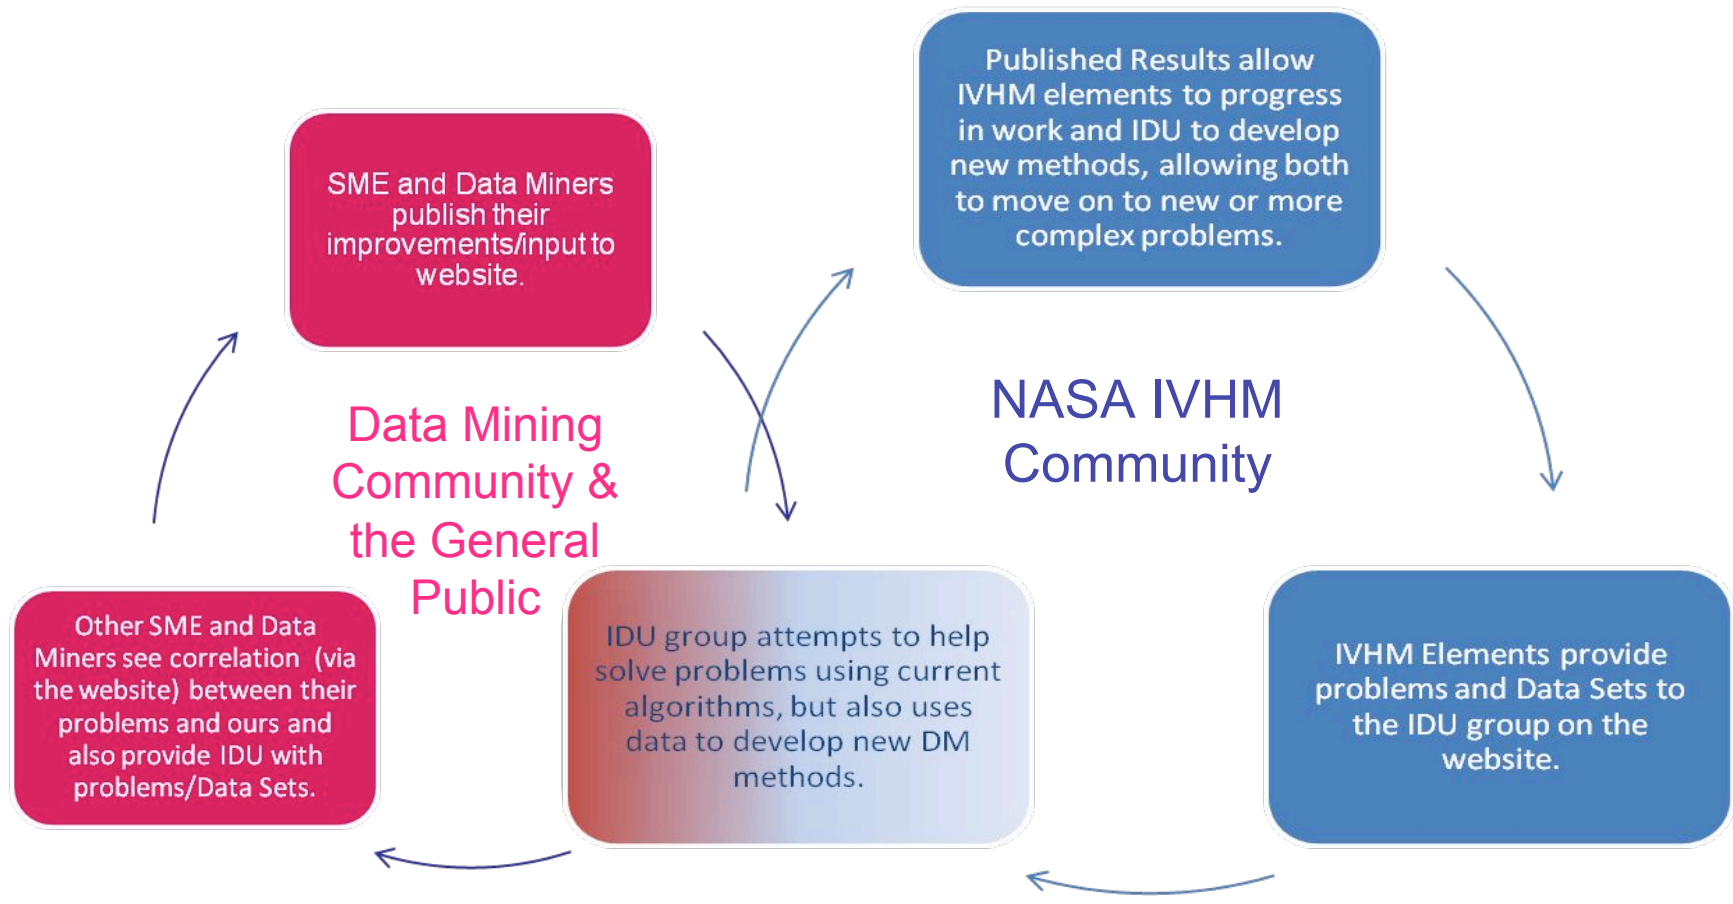 Published Results allow
IVHM elements to progress
in work and IDU to develop
new methods, allowing both
to move on to new or more
complex problems.
SME and Data Miners
publish their
improvements/input to
website.
Data Mining
Community &
the General
Public
NASA IVHM
Community
Other SME and Data
Miners see correlation (via
the website) between their
problems and ours and
also provide IDU with
problems/Data Sets.
IDU group attempts to help
solve problems using current
algorithms, but also uses
data to develop new DM
methods.
IVHM Elements provide
problems and Data Sets to
the IDU group on the
website.